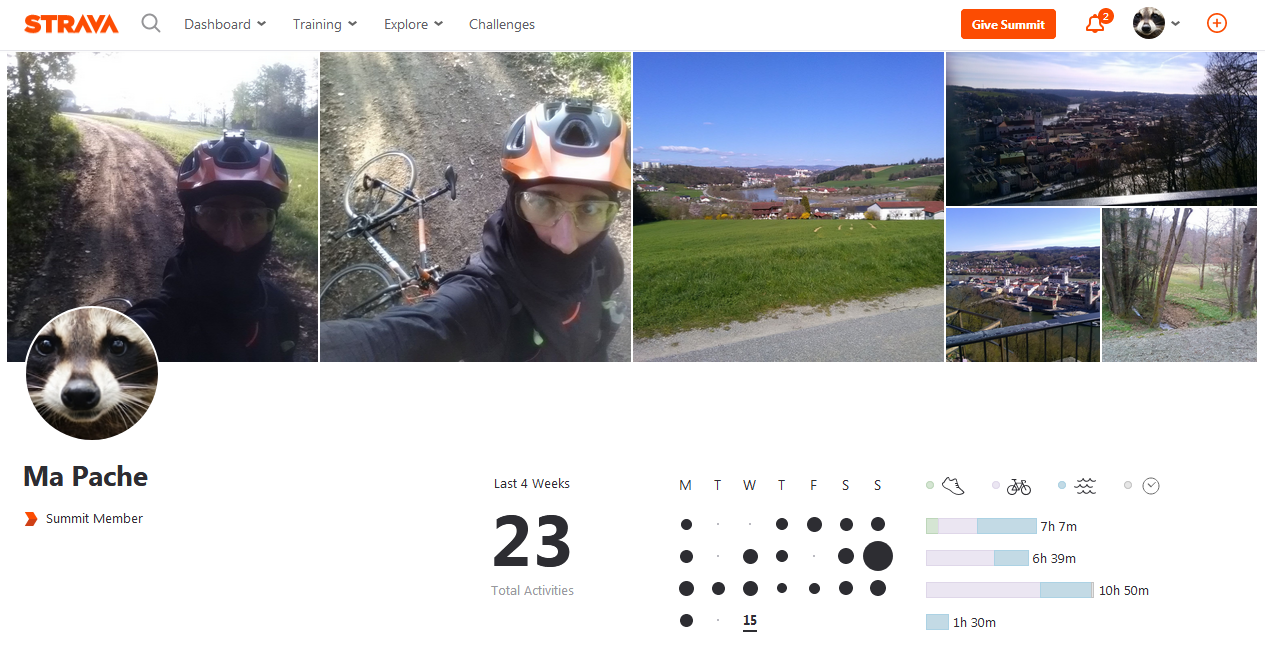 STRAVA Dashboard Training Explore Challenges Give Summit 2
Ma Pache
Summit Member
Last 4 Weeks
23
Total Activities
M T W T F S S
15
7h 7m
6h 39m
10h 50m
1h 30m